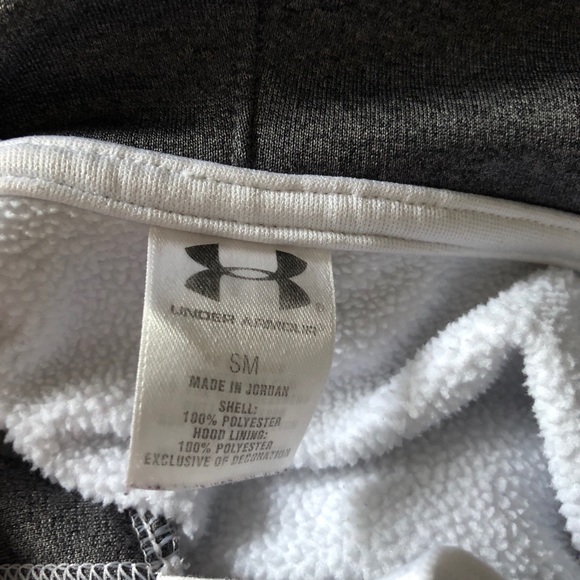 UNDER ARMOUR®
SM
MADE IN JORDAN
SHELL:
100% POLYESTER
HOOD LINING:
100% POLYESTER
EXCLUSIVE OF DECORATION